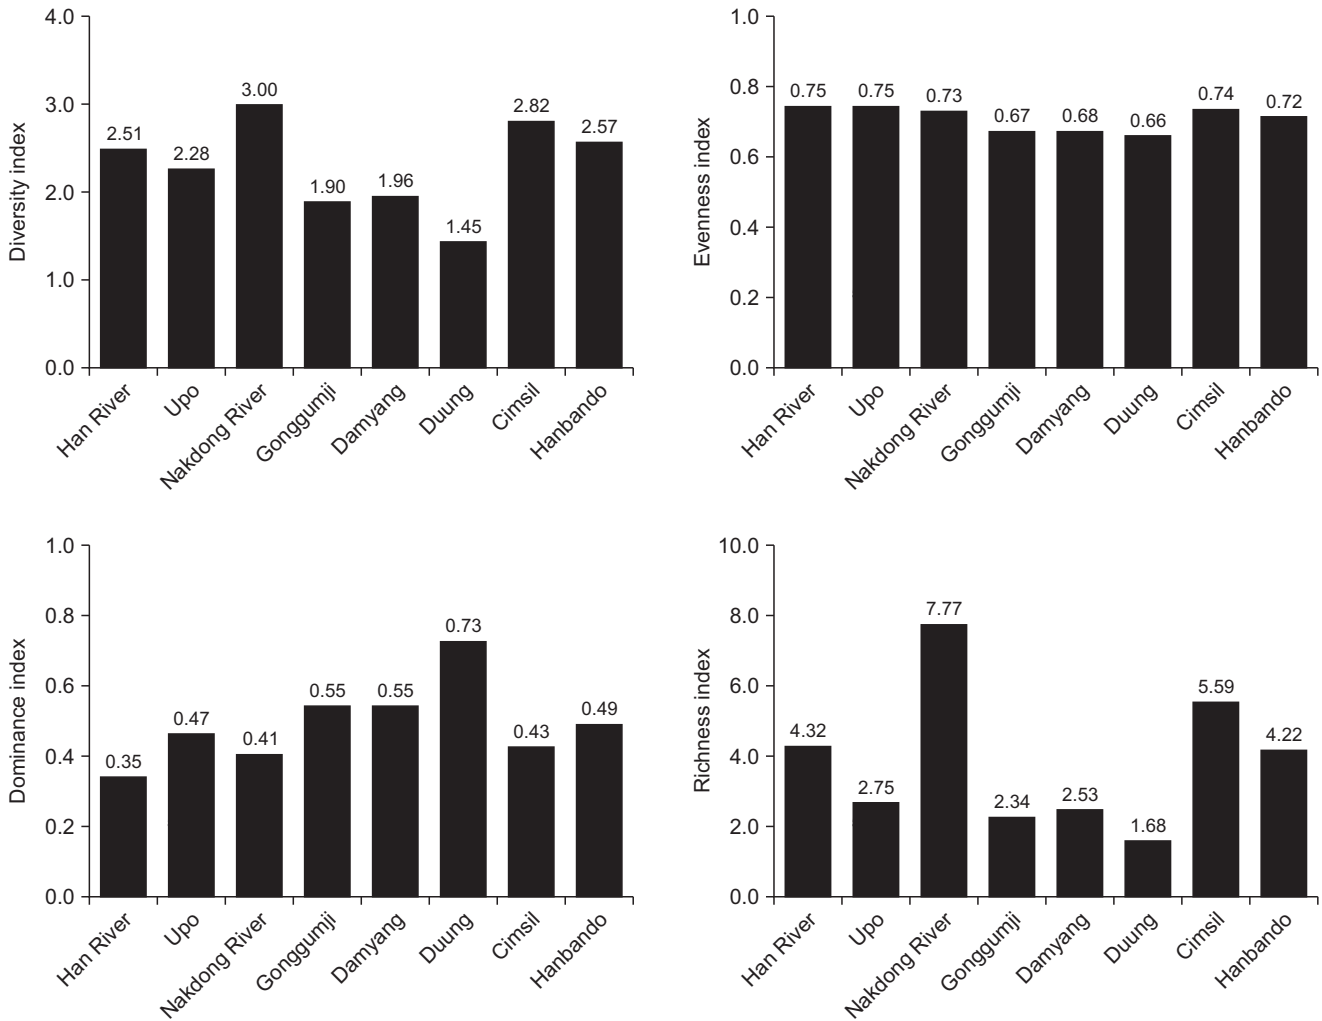 Diversity index
4.0
3.0
2.0
1.0
0.0
2.51
2.28
3.00
1.90
1.96
1.45
2.82
2.57
Han River
Upo
Nakdong River
Gonggumji
Damyang
Duung
Cimsil
Hanbando
Evenness index
1.0
0.8
0.6
0.4
0.2
0.0
0.75
0.75
0.73
0.67
0.68
0.66
0.74
0.72
Han River
Upo
Nakdong River
Gonggumji
Damyang
Duung
Cimsil
Hanbando
Dominance index
1.0
0.8
0.6
0.4
0.2
0.0
0.35
0.47
0.41
0.55
0.55
0.73
0.43
0.49
Han River
Upo
Nakdong River
Gonggumji
Damyang
Duung
Cimsil
Hanbando
Richness index
10.0
8.0
6.0
4.0
2.0
0.0
4.32
2.75
7.77
2.34
2.53
1.68
5.59
4.22
Han River
Upo
Nakdong River
Gonggumji
Damyang
Duung
Cimsil
Hanbando